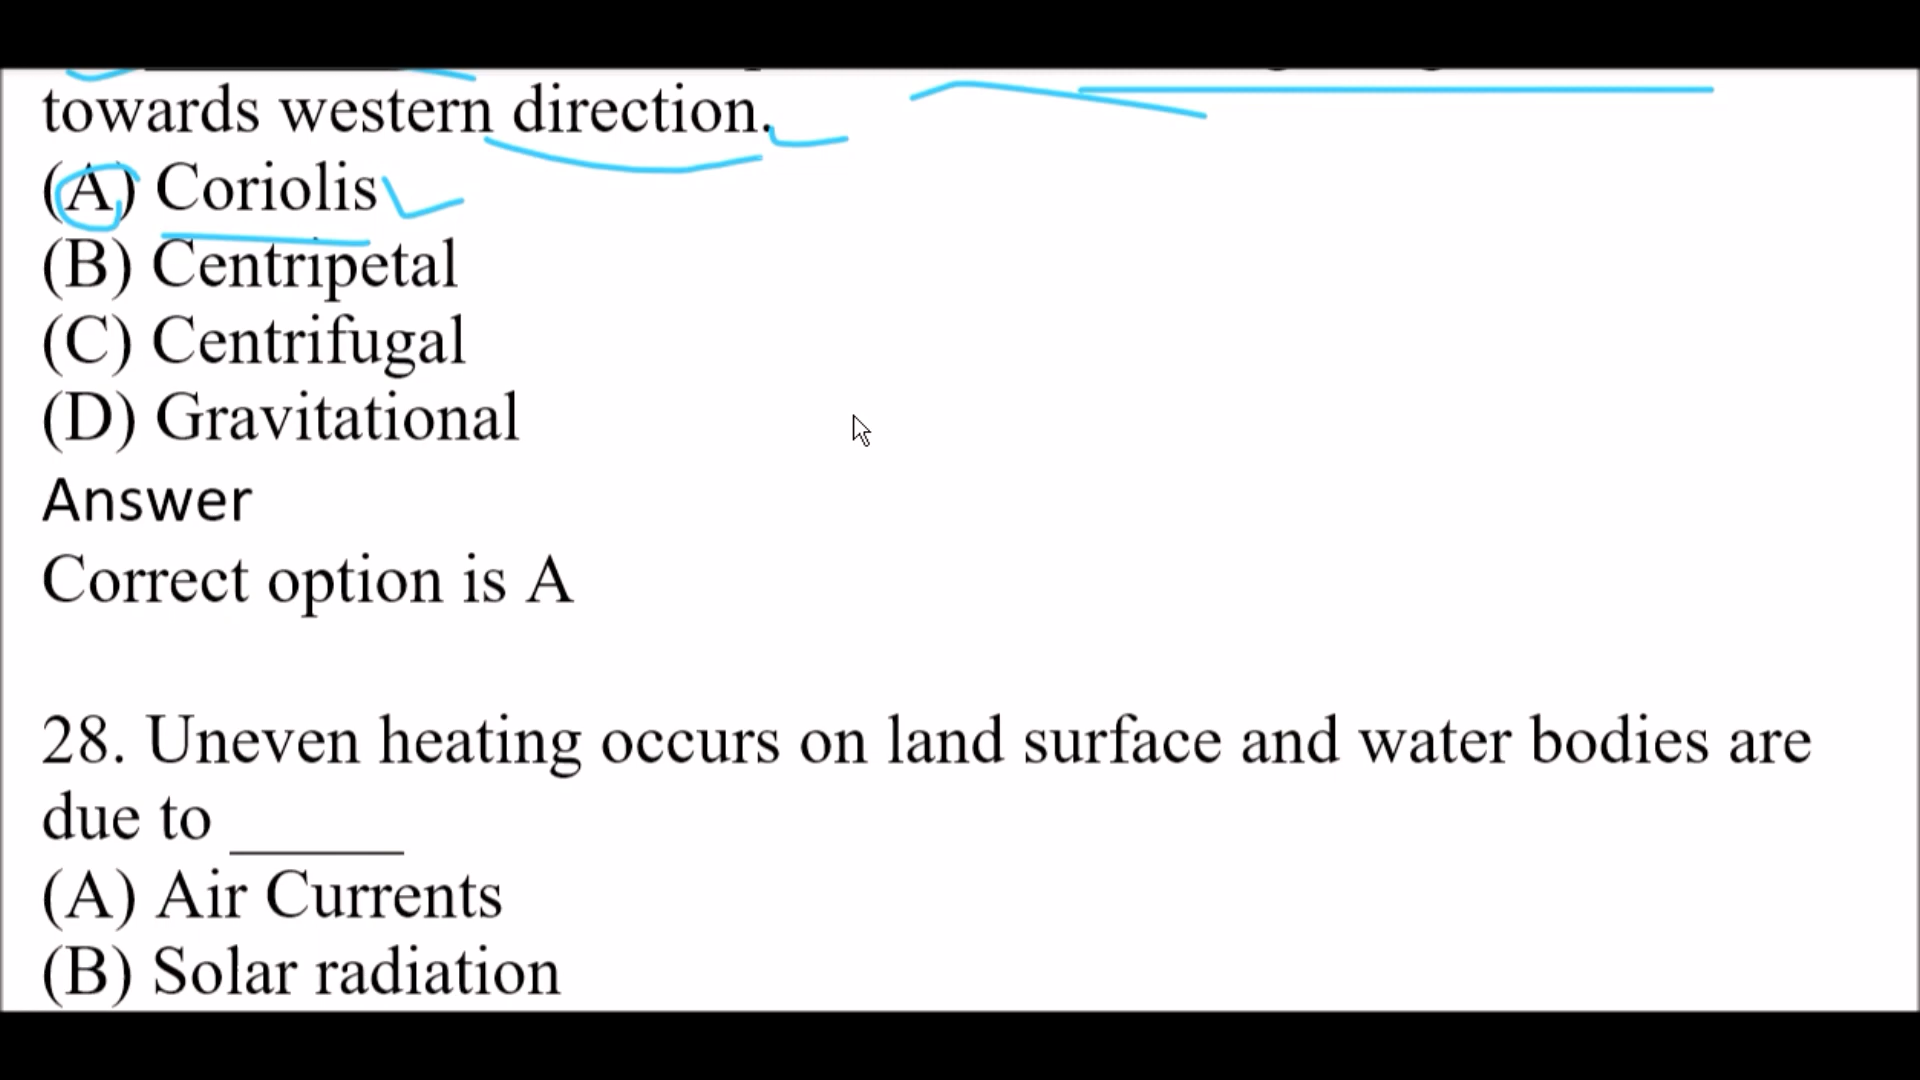 towards western direction.
(A) Coriolis
(B) Centripetal
(C) Centrifugal
(D) Gravitational
Answer
Correct option is A
28. Uneven heating occurs on land surface and water bodies are
due to ______
(A) Air Currents
(B) Solar radiation